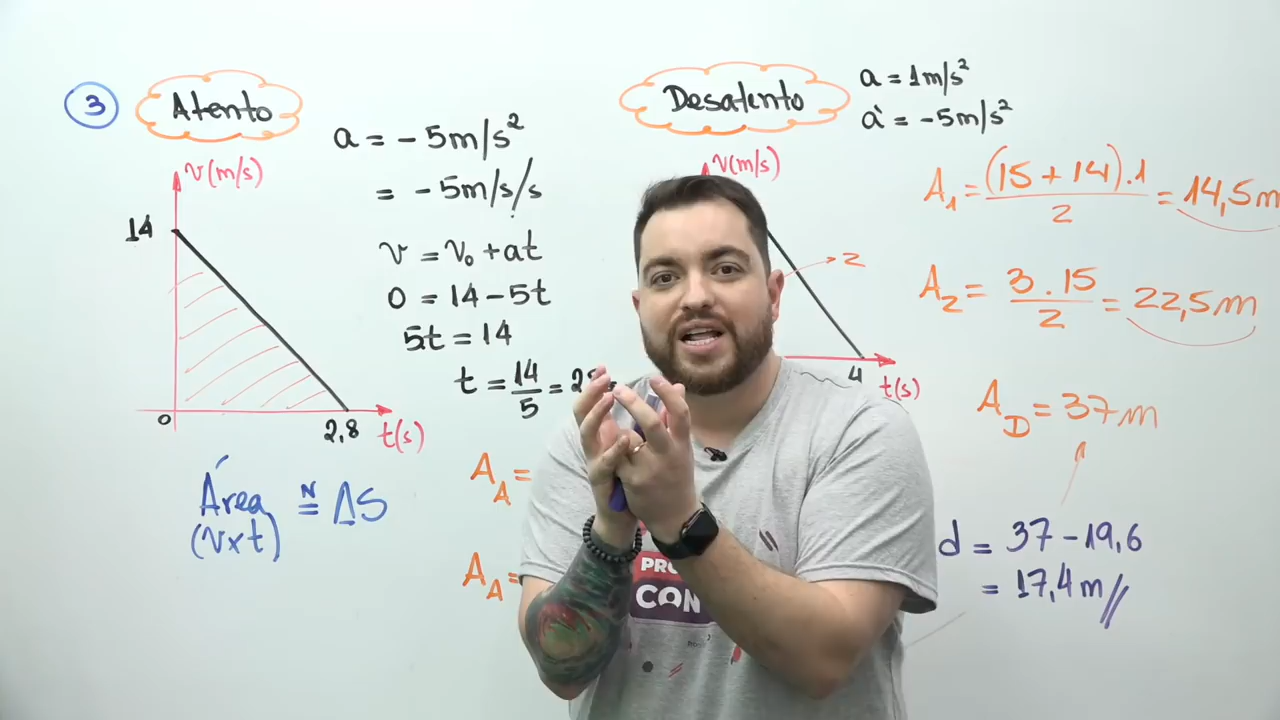 3
Atento
v(m/s)
14
0
2,8
t(s)
a = -5m/s²
= -5m/s/s
v = v₀ + at
0 = 14 - 5t
5t = 14
t = 14/5 =
Área
(v×t)
N
≡ ΔS
A_A =
A_A =
Desatento
a = 1m/s²
a` = -5m/s²
v(m/s)
2
4
t(s)
A₁ = (15 + 14).1 / 2 = 14,5m
A₂ = 3.15 / 2 = 22,5m
A_D = 37m
d = 37 - 19,6
= 17,4m//
PRO
CON